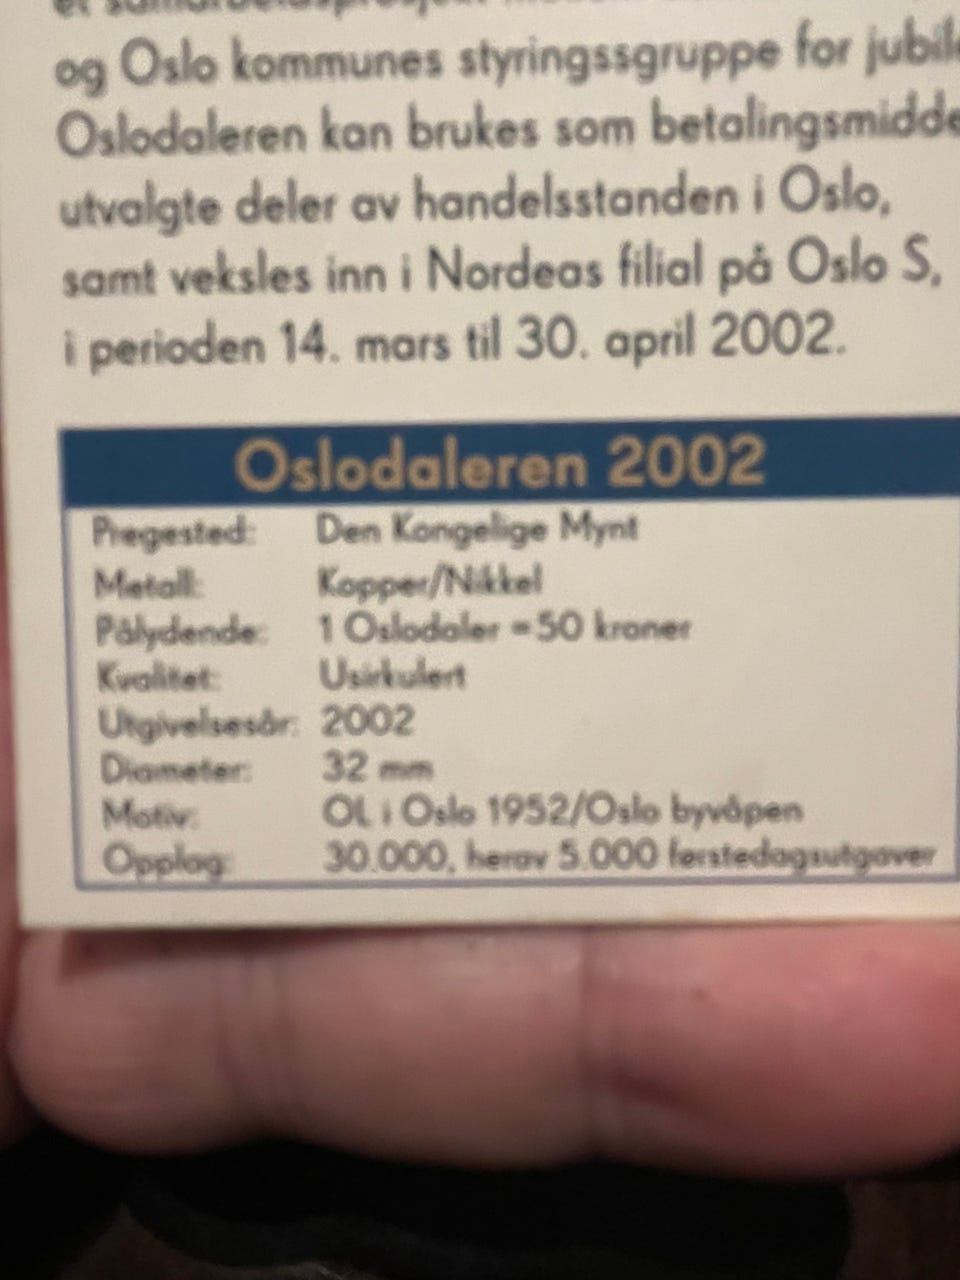 et samarbeidsprosjekt
og Oslo kommunes styringssgruppe for
Oslodaleren kan brukes som
utvalgte deler av handelsstanden i Oslo,
samt veksles inn i Nordeas filial på Oslo S,
i perioden 14. mars til 30. april 2002.
Oslodaleren 2002
Pregested: Den Kongelige Mynt
Metall: Kopper/Nikkel
Pålydende: 1 Oslodaler = 50 kroner
Kvalitet: Usirkulert
Utgivelsesår: 2002
Diameter: 32 mm
Motiv: OL i Oslo 1952/Oslo byvåpen
Opplag: 30.000, herav 5.000 førstedagsutgaver